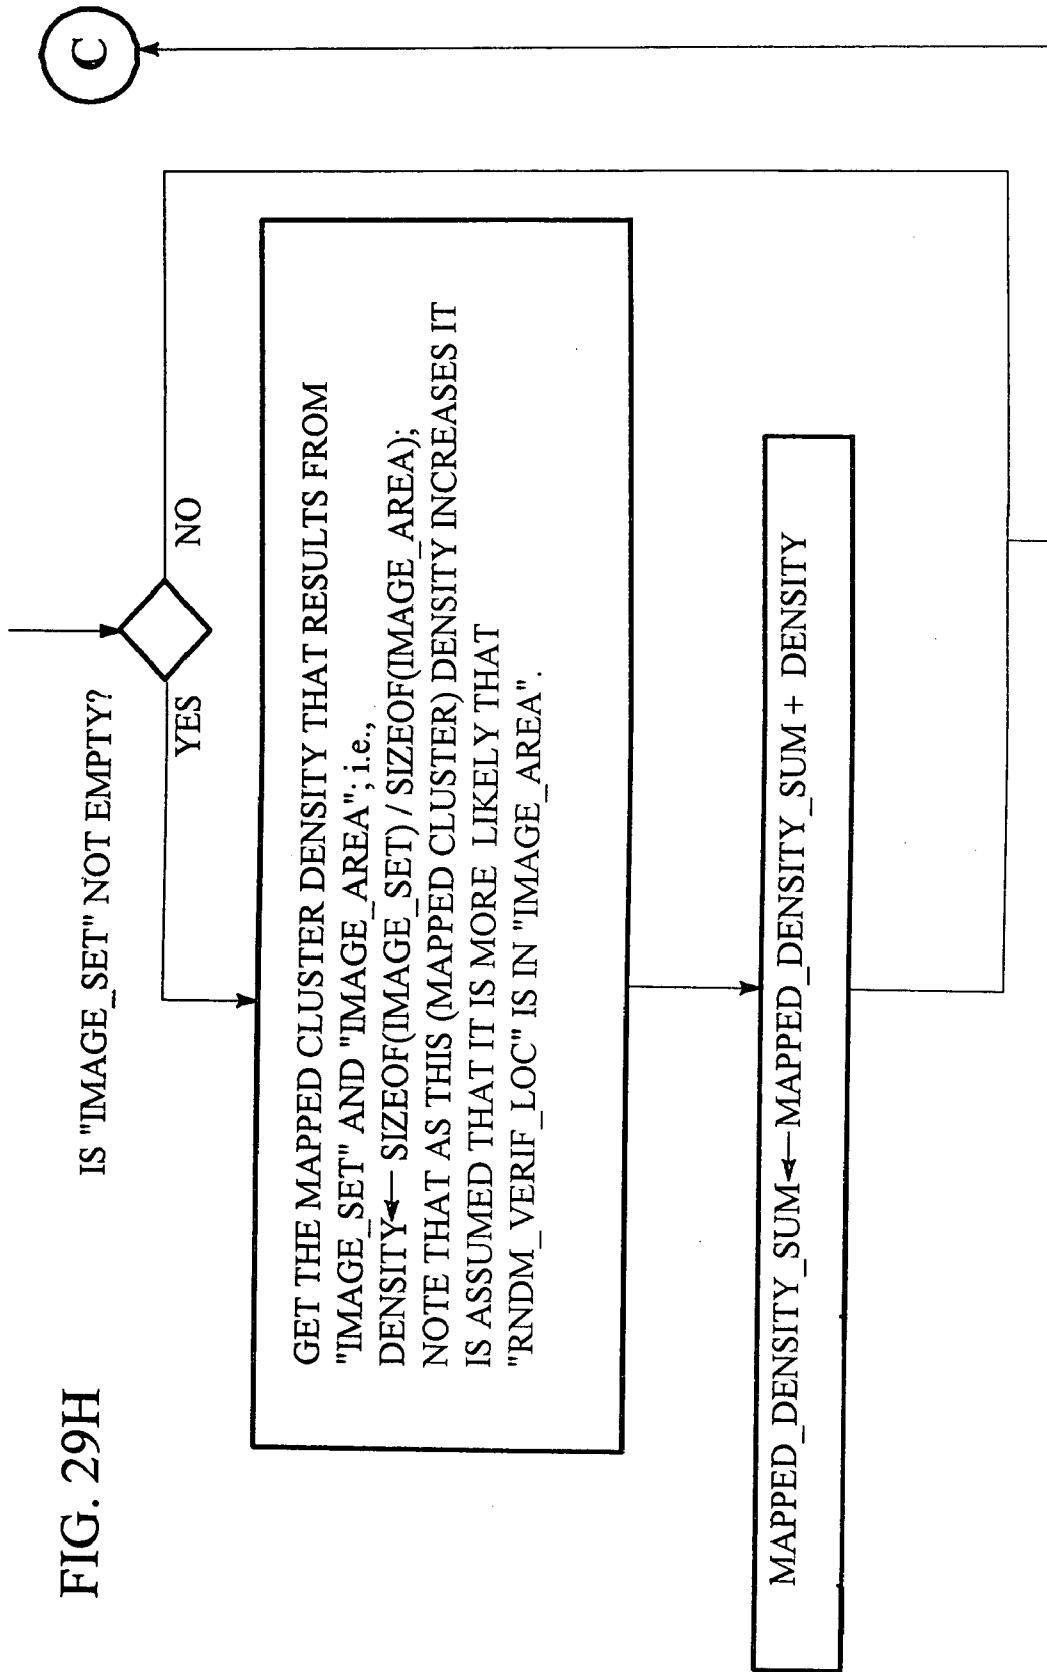 FIG. 29H
IS "IMAGE_SET" NOT EMPTY?
YES
NO
C
GET THE MAPPED CLUSTER DENSITY THAT RESULTS FROM
"IMAGE_SET" AND "IMAGE_AREA"; i.e.,
DENSITY ← SIZEOF(IMAGE_SET) / SIZEOF(IMAGE_AREA);
NOTE THAT AS THIS (MAPPED CLUSTER) DENSITY INCREASES IT
IS ASSUMED THAT IT IS MORE LIKELY THAT
"RNDM_VERIF_LOC" IS IN "IMAGE_AREA".
MAPPED_DENSITY_SUM ← MAPPED_DENSITY_SUM + DENSITY